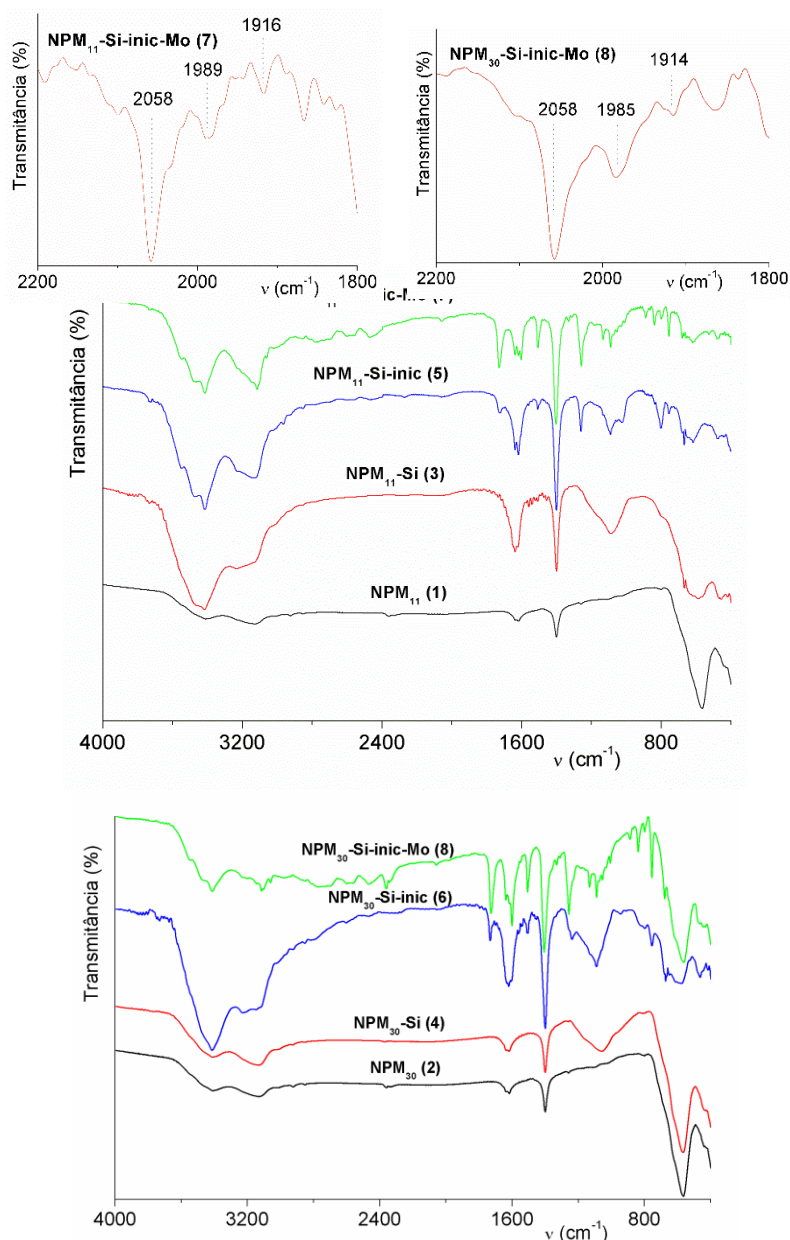 NPM₁₁-Si-inic-Mo (7)
1916
1989
2058
Transmitância (%)
2200 2000 1800
ν (cm⁻¹)
NPM₃₀-Si-inic-Mo (8)
1914
2058 1985
Transmitância (%)
2200 2000 1800
ν (cm⁻¹)
NPM₁₁-Si-inic (5)
NPM₁₁-Si (3)
NPM₁₁ (1)
Transmitância (%)
4000 3200 2400 1600 800
ν (cm⁻¹)
NPM₃₀-Si-inic-Mo (8)
NPM₃₀-Si-inic (6)
NPM₃₀-Si (4)
NPM₃₀ (2)
Transmitância (%)
4000 3200 2400 1600 800
ν (cm⁻¹)